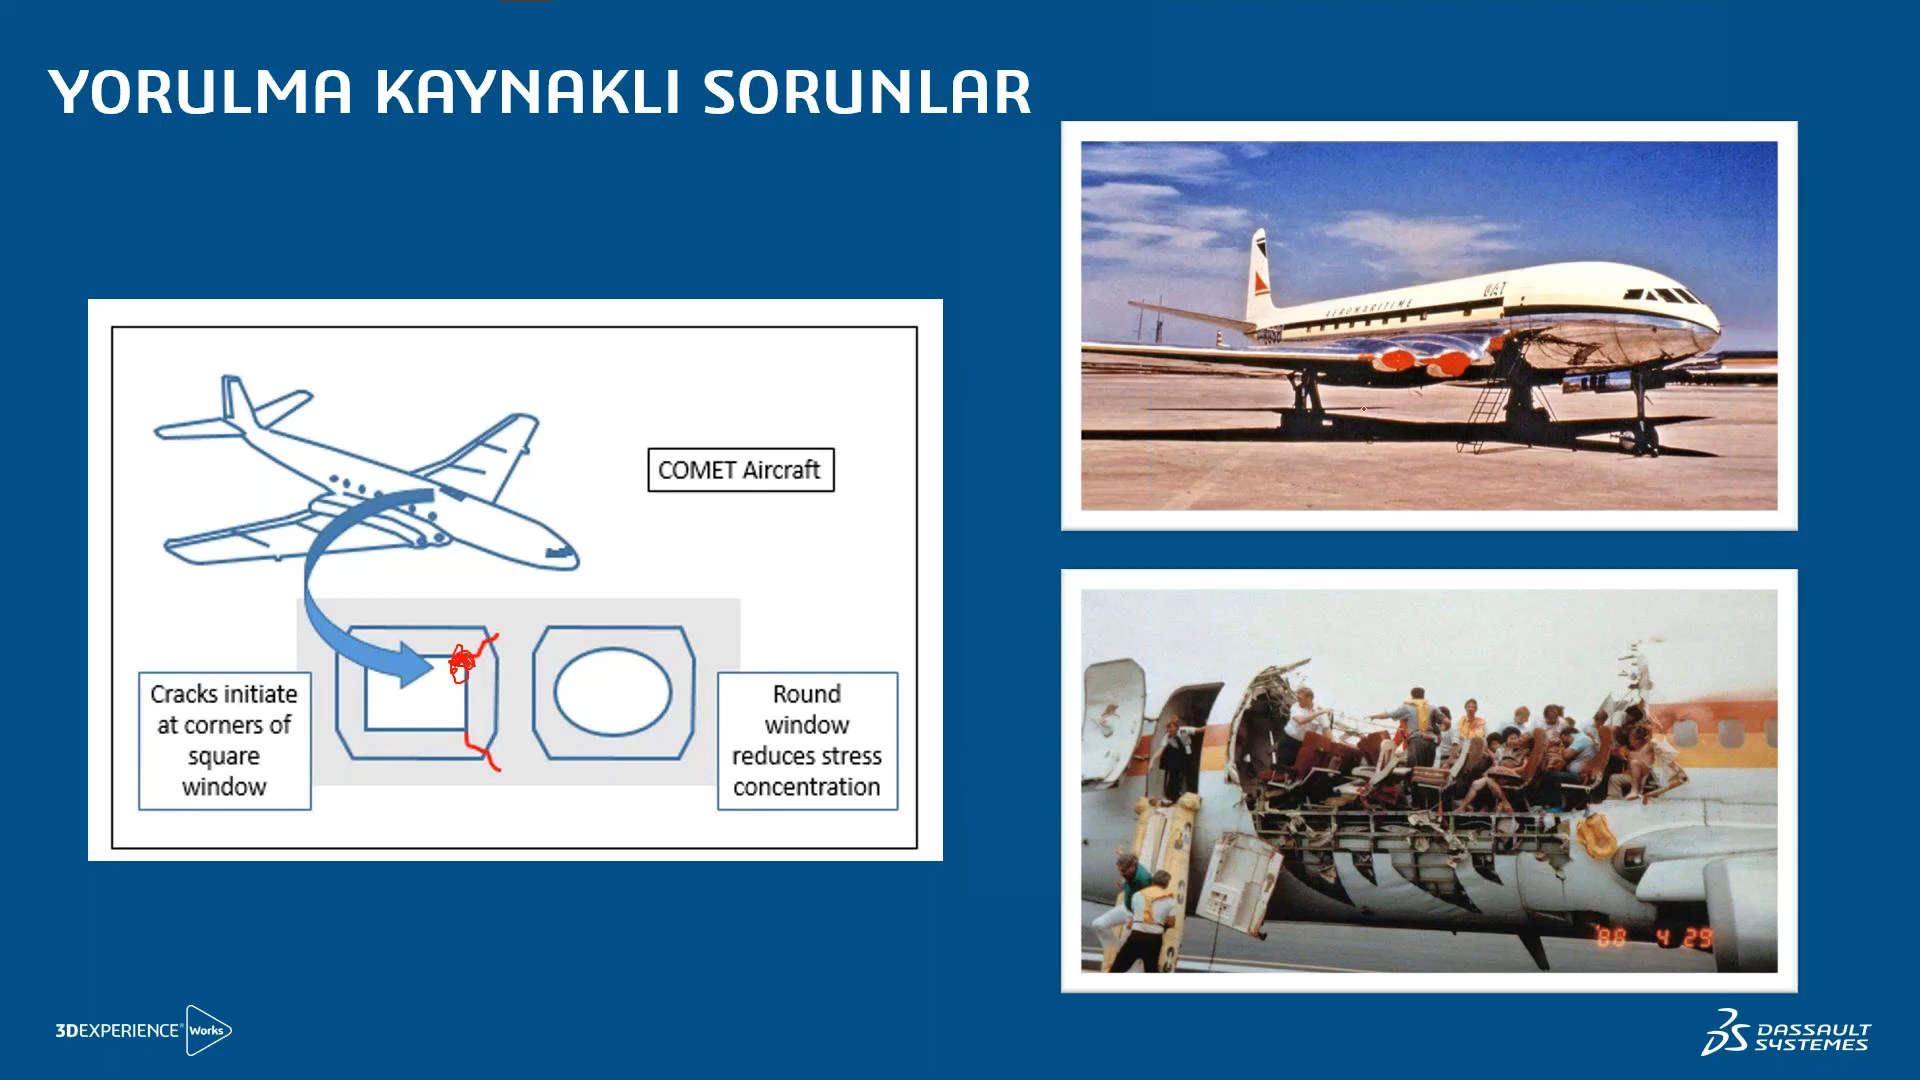 YORULMA KAYNAKLI SORUNLAR
COMET Aircraft
Cracks initiate
at corners of
square
window
Round
window
reduces stress
concentration
AEROMARITIME
UAT
'88 4 29
3DEXPERIENCE® Works
DASSAULT
SYSTEMES